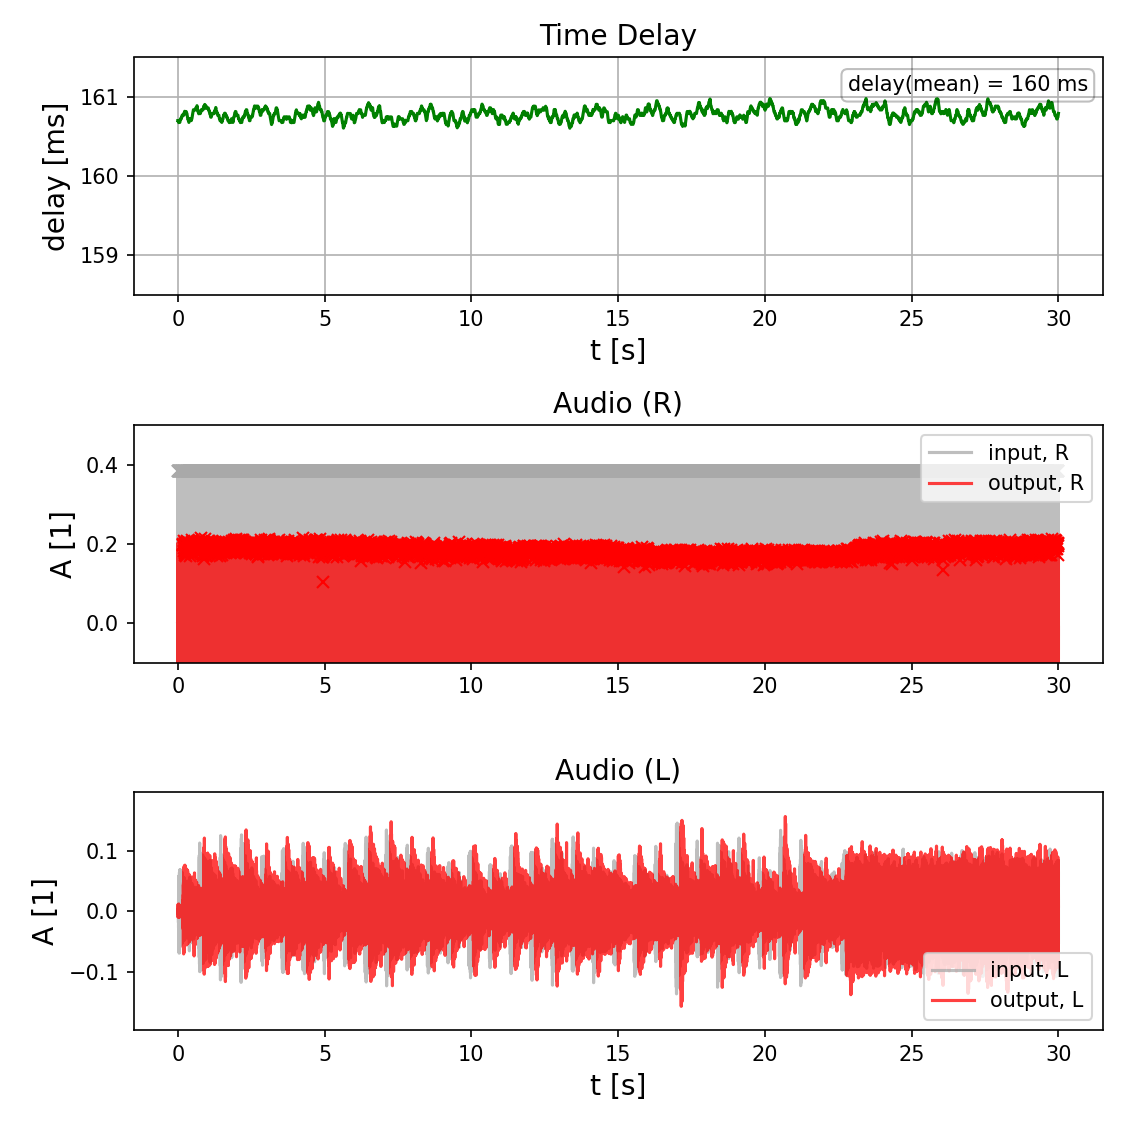 Time Delay
delay(mean) = 160 ms
delay [ms]
161
160
159
0 5 10 15 20 25 30
t [s]
Audio (R)
input, R
output, R
A [1]
0.4
0.2
0.0
0 5 10 15 20 25 30
Audio (L)
A [1]
0.1
0.0
−0.1
input, L
output, L
0 5 10 15 20 25 30
t [s]